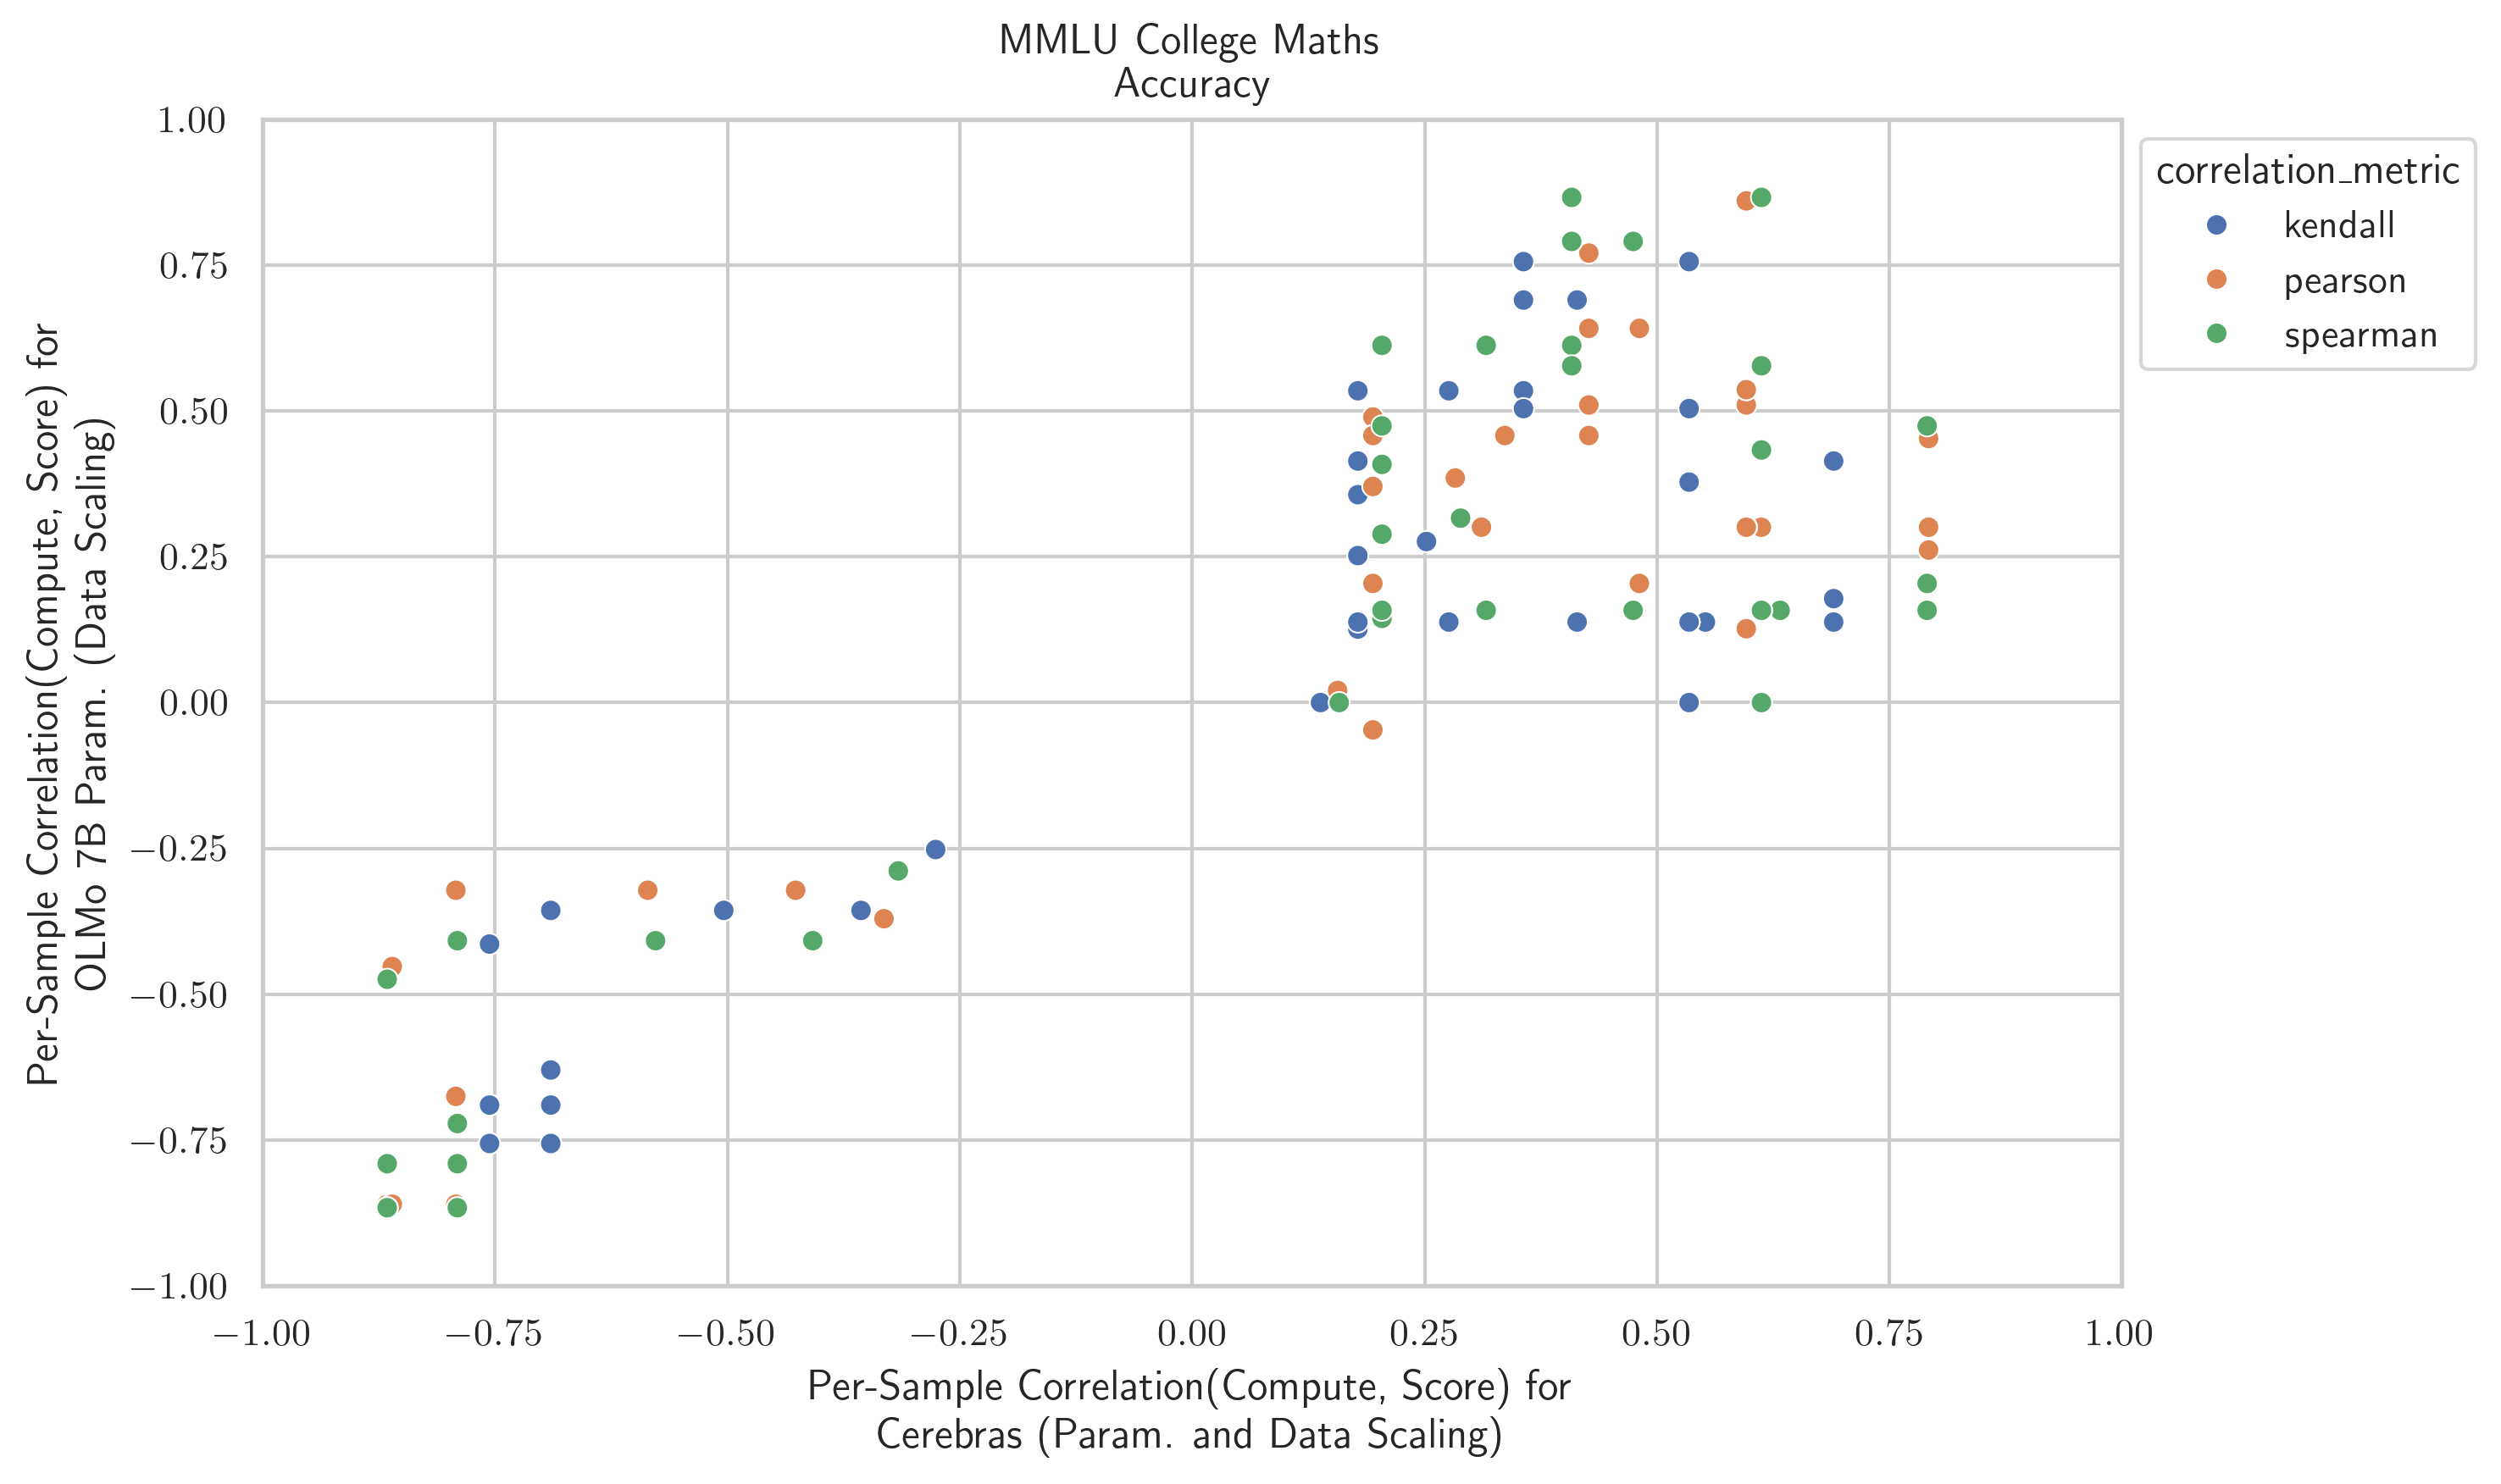 MMLU College Maths
Accuracy
Per-Sample Correlation(Compute, Score) for
OLMo 7B Param. (Data Scaling)
1.00
0.75
0.50
0.25
0.00
−0.25
−0.50
−0.75
−1.00
−1.00
−0.75
−0.50
−0.25
0.00
0.25
0.50
0.75
1.00
Per-Sample Correlation(Compute, Score) for
Cerebras (Param. and Data Scaling)
correlation_metric
kendall
pearson
spearman